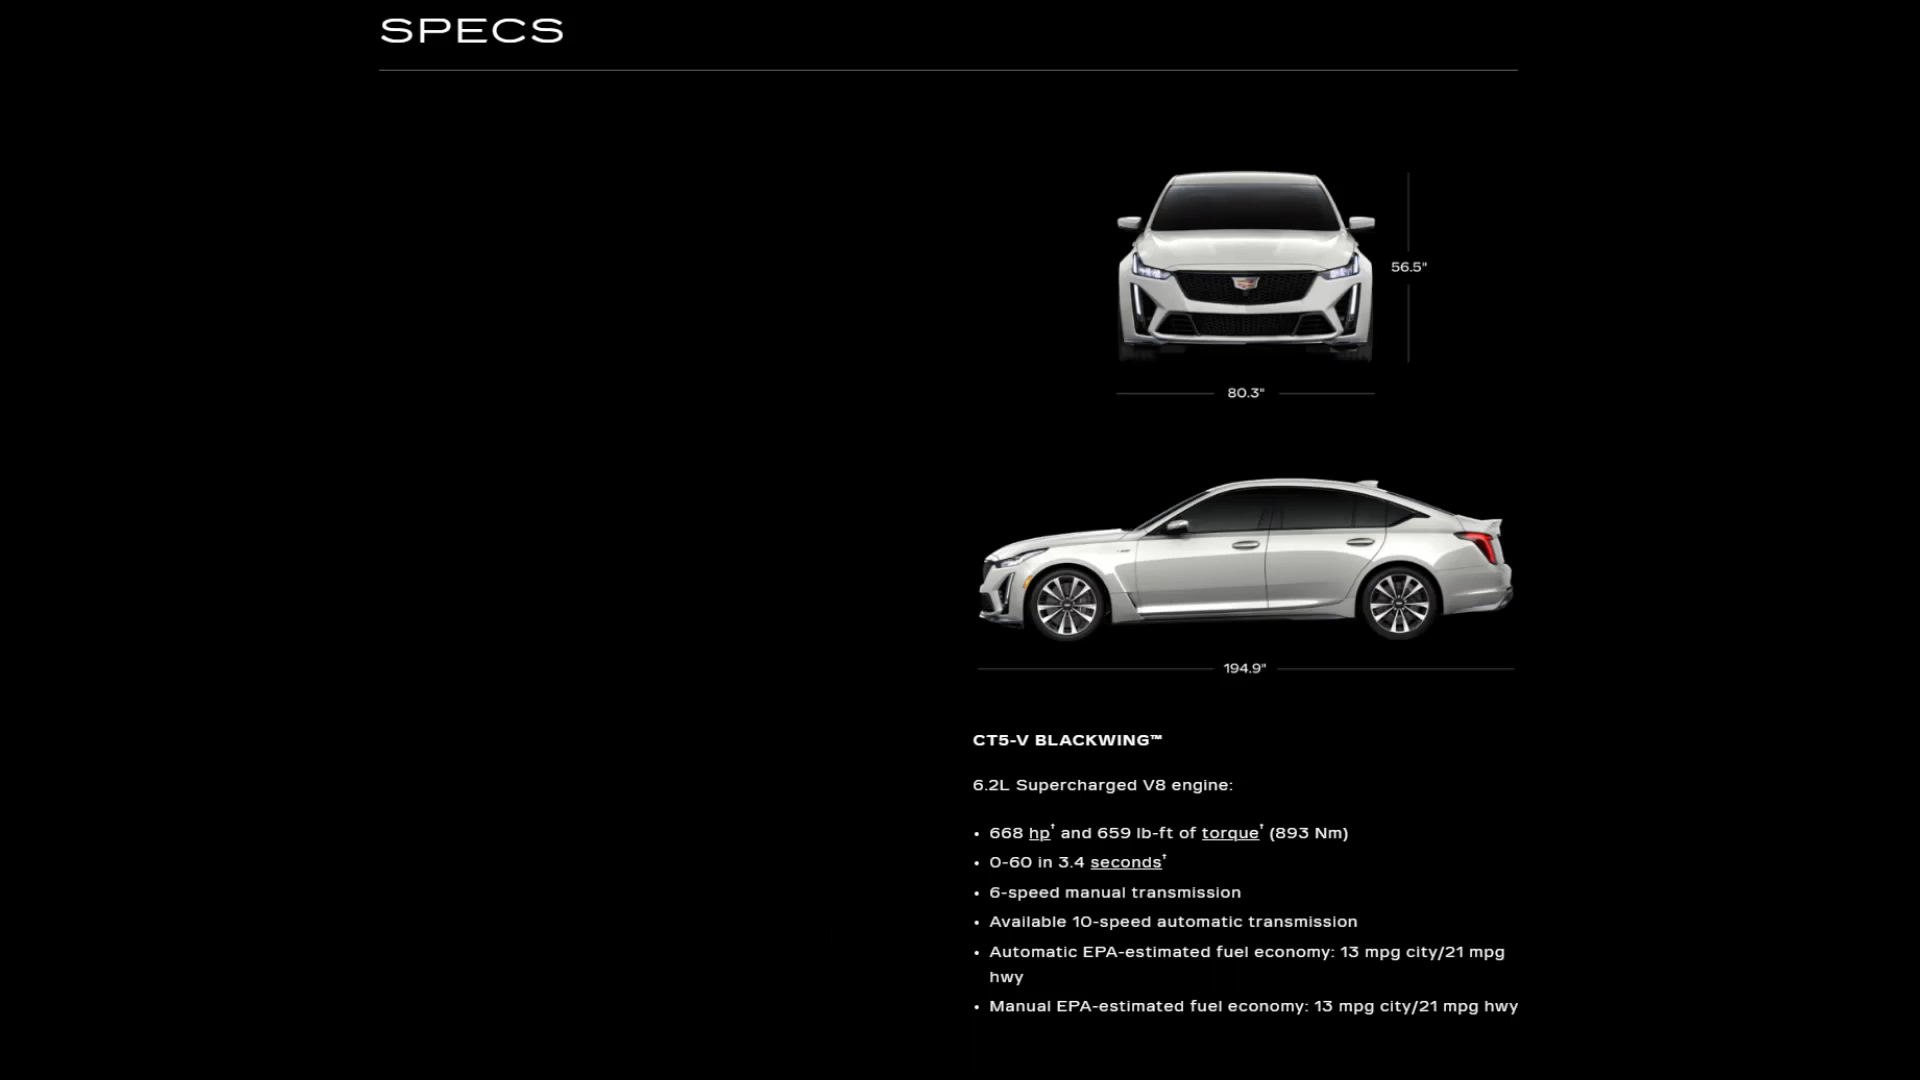 SPECS
56.5"
80.3"
194.9"
CT5-V BLACKWING™
6.2L Supercharged V8 engine:
• 668 hp† and 659 lb-ft of torque† (893 Nm)
• 0-60 in 3.4 seconds†
• 6-speed manual transmission
• Available 10-speed automatic transmission
• Automatic EPA-estimated fuel economy: 13 mpg city/21 mpg
hwy
• Manual EPA-estimated fuel economy: 13 mpg city/21 mpg hwy